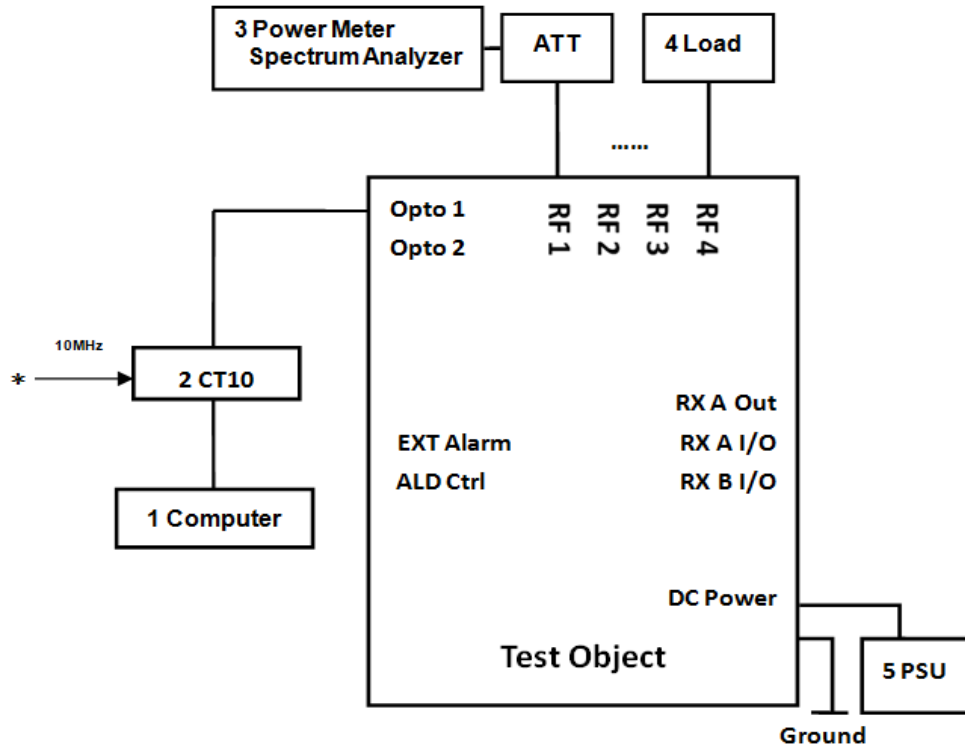 3 Power Meter
Spectrum Analyzer
ATT
4 Load
......
Opto 1
Opto 2
RF 1
RF 2
RF 3
RF 4
10MHz
*
2 CT10
1 Computer
EXT Alarm
ALD Ctrl
RX A Out
RX A I/O
RX B I/O
DC Power
Test Object
5 PSU
Ground